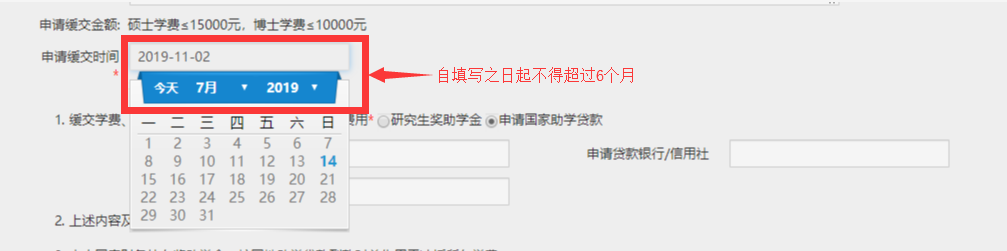 申请缓交金额: 硕士学费≤15000元，博士学费≤10000元
申请缓交时间 2019-11-02
* 自填写之日起不得超过6个月
今天 7月 ▼ 2019 ▼
1. 缓交学费、 费用* 研究生奖助学金 申请国家助学贷款
一 二 三 四 五 六 日
1 2 3 4 5 6 7
申请贷款银行/信用社
8 9 10 11 12 13 14
15 16 17 18 19 20 21
22 23 24 25 26 27 28
29 30 31
2. 上述内容及